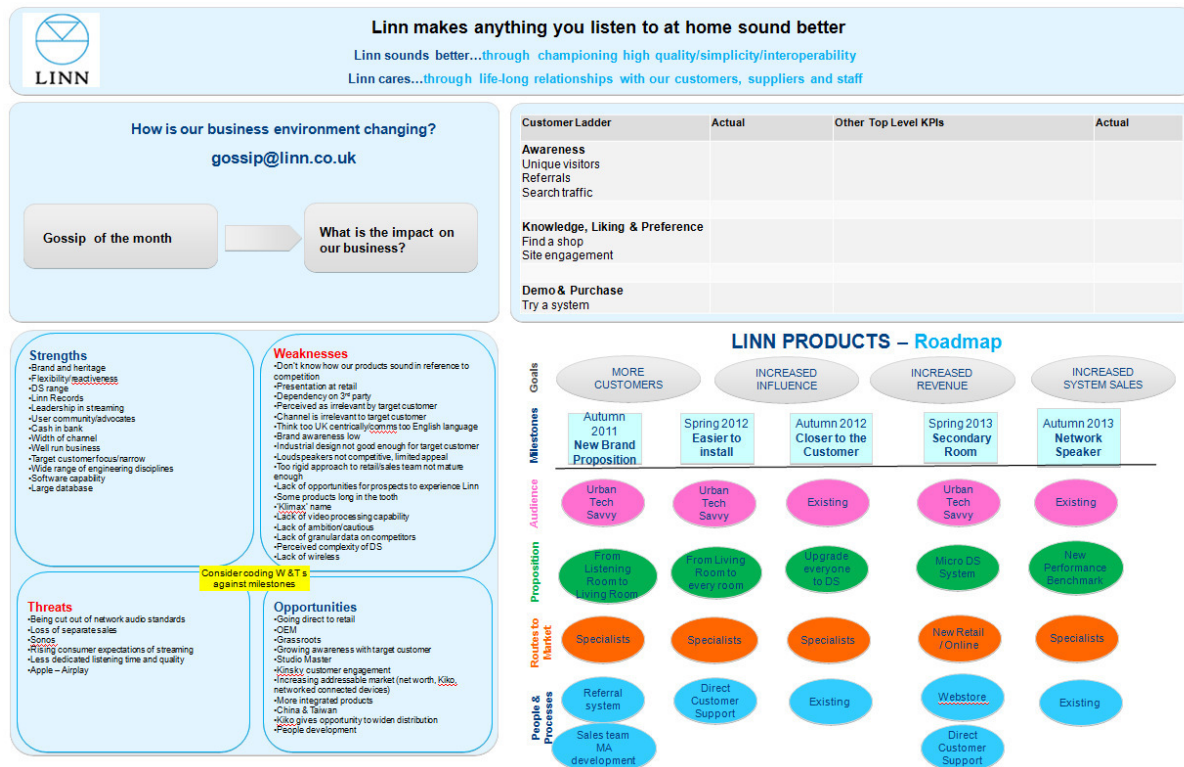 LINN
Linn makes anything you listen to at home sound better
Linn sounds better…through championing high quality/simplicity/interoperability
Linn cares…through life-long relationships with our customers, suppliers and staff
How is our business environment changing?
gossip@linn.co.uk
Gossip of the month
What is the impact on
our business?
Customer Ladder Actual Other Top Level KPIs Actual
Awareness
Unique visitors
Referrals
Search traffic
Knowledge, Liking & Preference
Find a shop
Site engagement
Demo & Purchase
Try a system
Strengths
•Brand and heritage
•Flexibility/reactiveness
•DS range
•Linn Records
•Leadership in streaming
•User community/advocates
•Cash in bank
•Width of channel
•Well run business
•Target customer focus/narrow
•Wide range of engineering disciplines
•Software capability
•Large database
Weaknesses
•Don't know how our products sound in reference to
competition
•Presentation at retail
•Dependency on 3rd party
•Perceived as irrelevant by target customer
•Channel is irrelevant to target customer
•Think too UK centrically/comms too English language
•Brand awareness low
•Industrial design not good enough for target customer
•Loudspeakers not competitive, limited appeal
•Too rigid approach to retail/sales team not mature
enough
•Lack of opportunities for prospects to experience Linn
•Some products long in the tooth
•'Klimax' name
•Lack of video processing capability
•Lack of ambition/cautious
•Lack of granular data on competitors
•Perceived complexity of DS
•Lack of wireless
Consider coding W &T's
against milestones
Threats
•Being cut out of network audio standards
•Loss of separate sales
•Sonos
•Rising consumer expectations of streaming
•Less dedicated listening time and quality
•Apple – Airplay
Opportunities
•Going direct to retail
•OEM
•Grassroots
•Growing awareness with target customer
•Studio Master
•Kinsky customer engagement
•Increasing addressable market (net worth, Kiko,
networked connected devices)
•More integrated products
•China & Taiwan
•Kiko gives opportunity to widen distribution
•People development
LINN PRODUCTS – Roadmap
Goals
MORE
CUSTOMERS
INCREASED
INFLUENCE
INCREASED
REVENUE
INCREASED
SYSTEM SALES
Milestones
Autumn
2011
New Brand
Proposition
Spring 2012
Easier to
install
Autumn 2012
Closer to the
Customer
Spring 2013
Secondary
Room
Autumn 2013
Network
Speaker
Audience
Urban
Tech
Savvy
Urban
Tech
Savvy
Existing
Urban
Tech
Savvy
Existing
Proposition
From
Listening
Room to
Living Room
From Living
Room to
every room
Upgrade
everyone
to DS
Micro DS
System
New
Performance
Benchmark
Routes to
Market
Specialists
Specialists
Specialists
New Retail
/ Online
Specialists
People &
Processes
Referral
system
Direct
Customer
Support
Existing
Webstore
Existing
Sales team
MA
development
Direct
Customer
Support